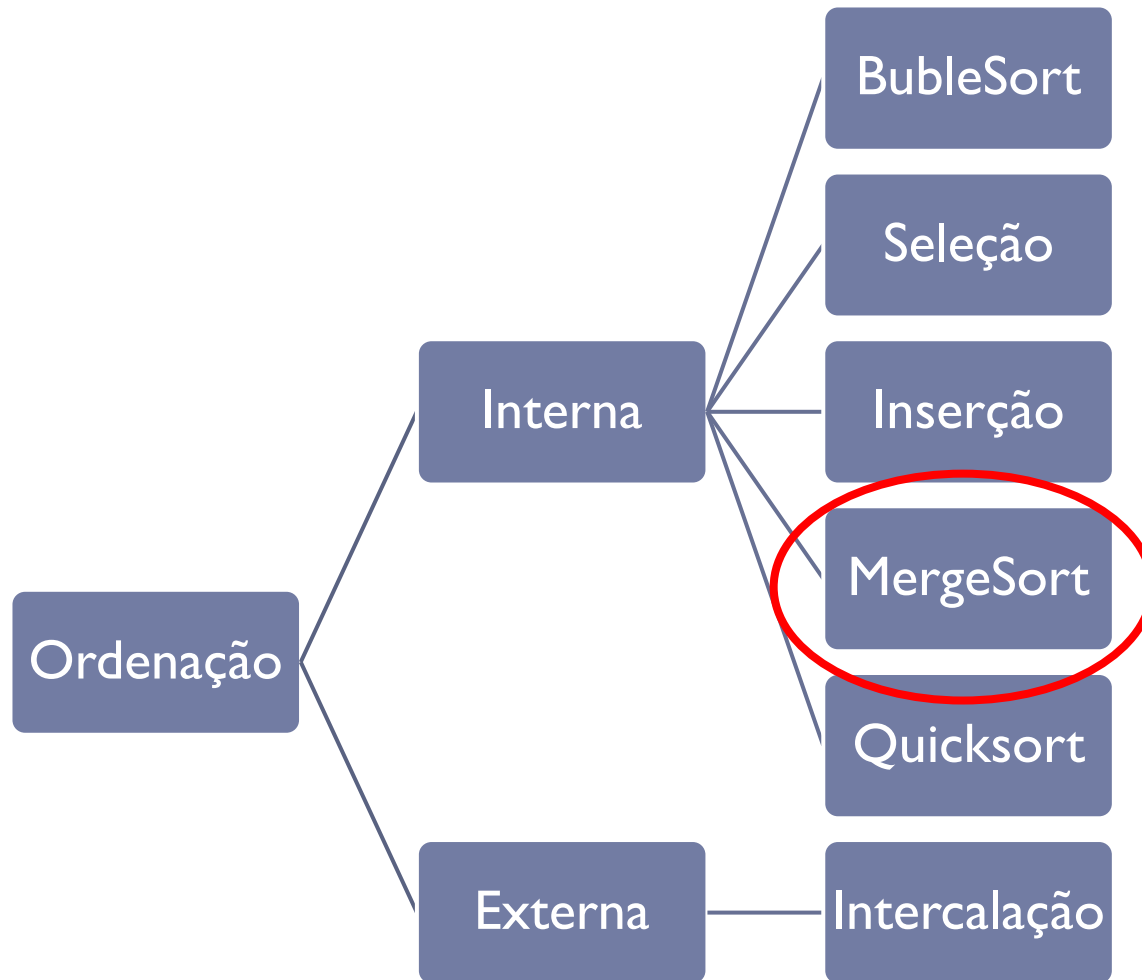 BubleSort
Seleção
Interna
Inserção
MergeSort
Ordenação
Quicksort
Externa
Intercalação